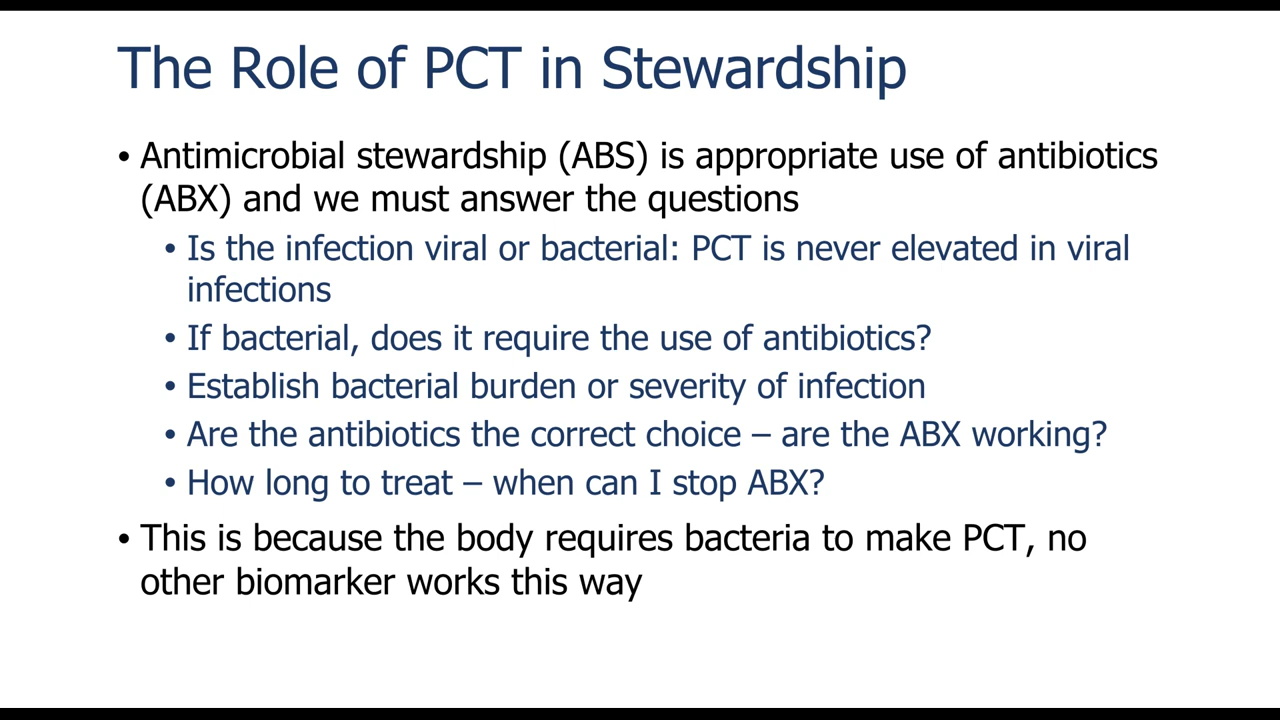 The Role of PCT in Stewardship
• Antimicrobial stewardship (ABS) is appropriate use of antibiotics
(ABX) and we must answer the questions
• Is the infection viral or bacterial: PCT is never elevated in viral
infections
• If bacterial, does it require the use of antibiotics?
• Establish bacterial burden or severity of infection
• Are the antibiotics the correct choice – are the ABX working?
• How long to treat – when can I stop ABX?
• This is because the body requires bacteria to make PCT, no
other biomarker works this way